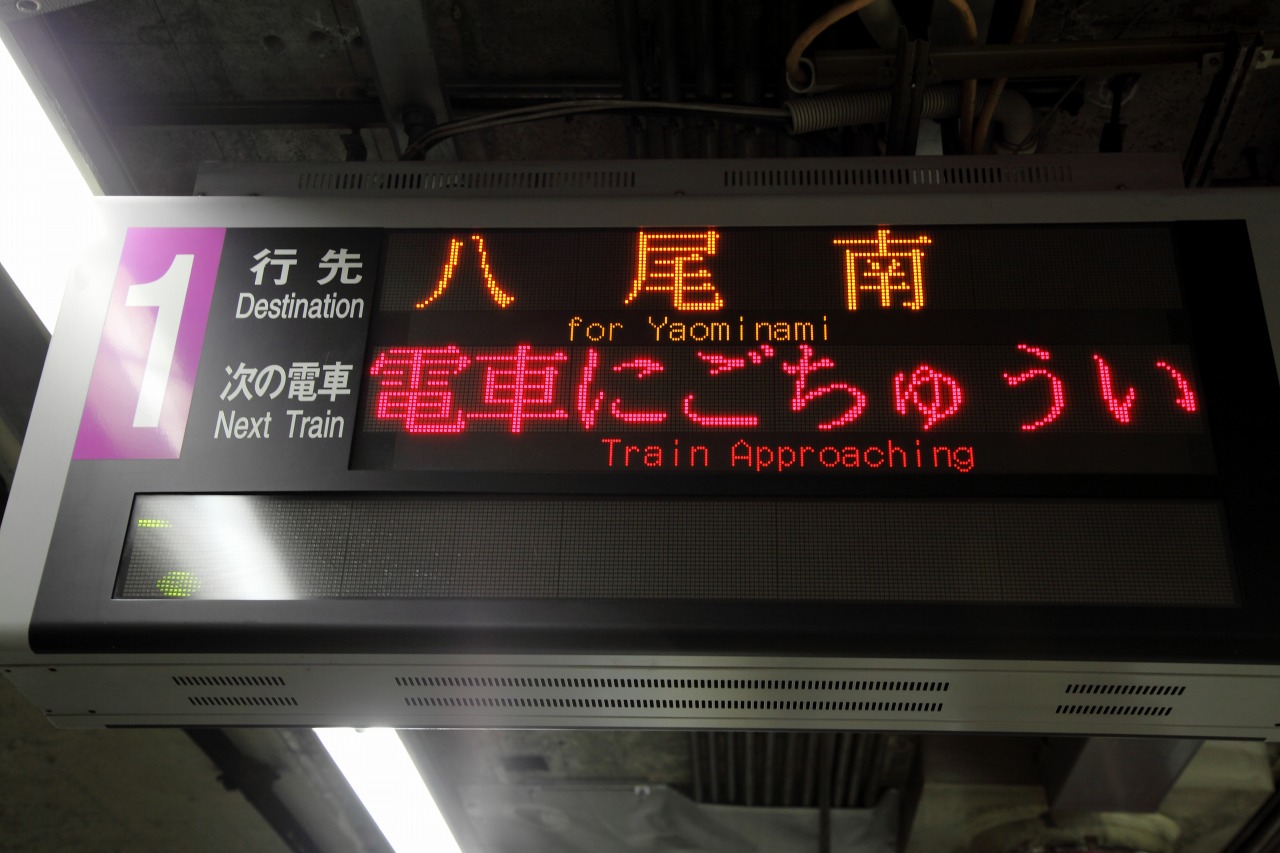 1
行先
Destination
八尾南
for Yaominami
次の電車
Next Train
電車にごちゅうい
Train Approaching